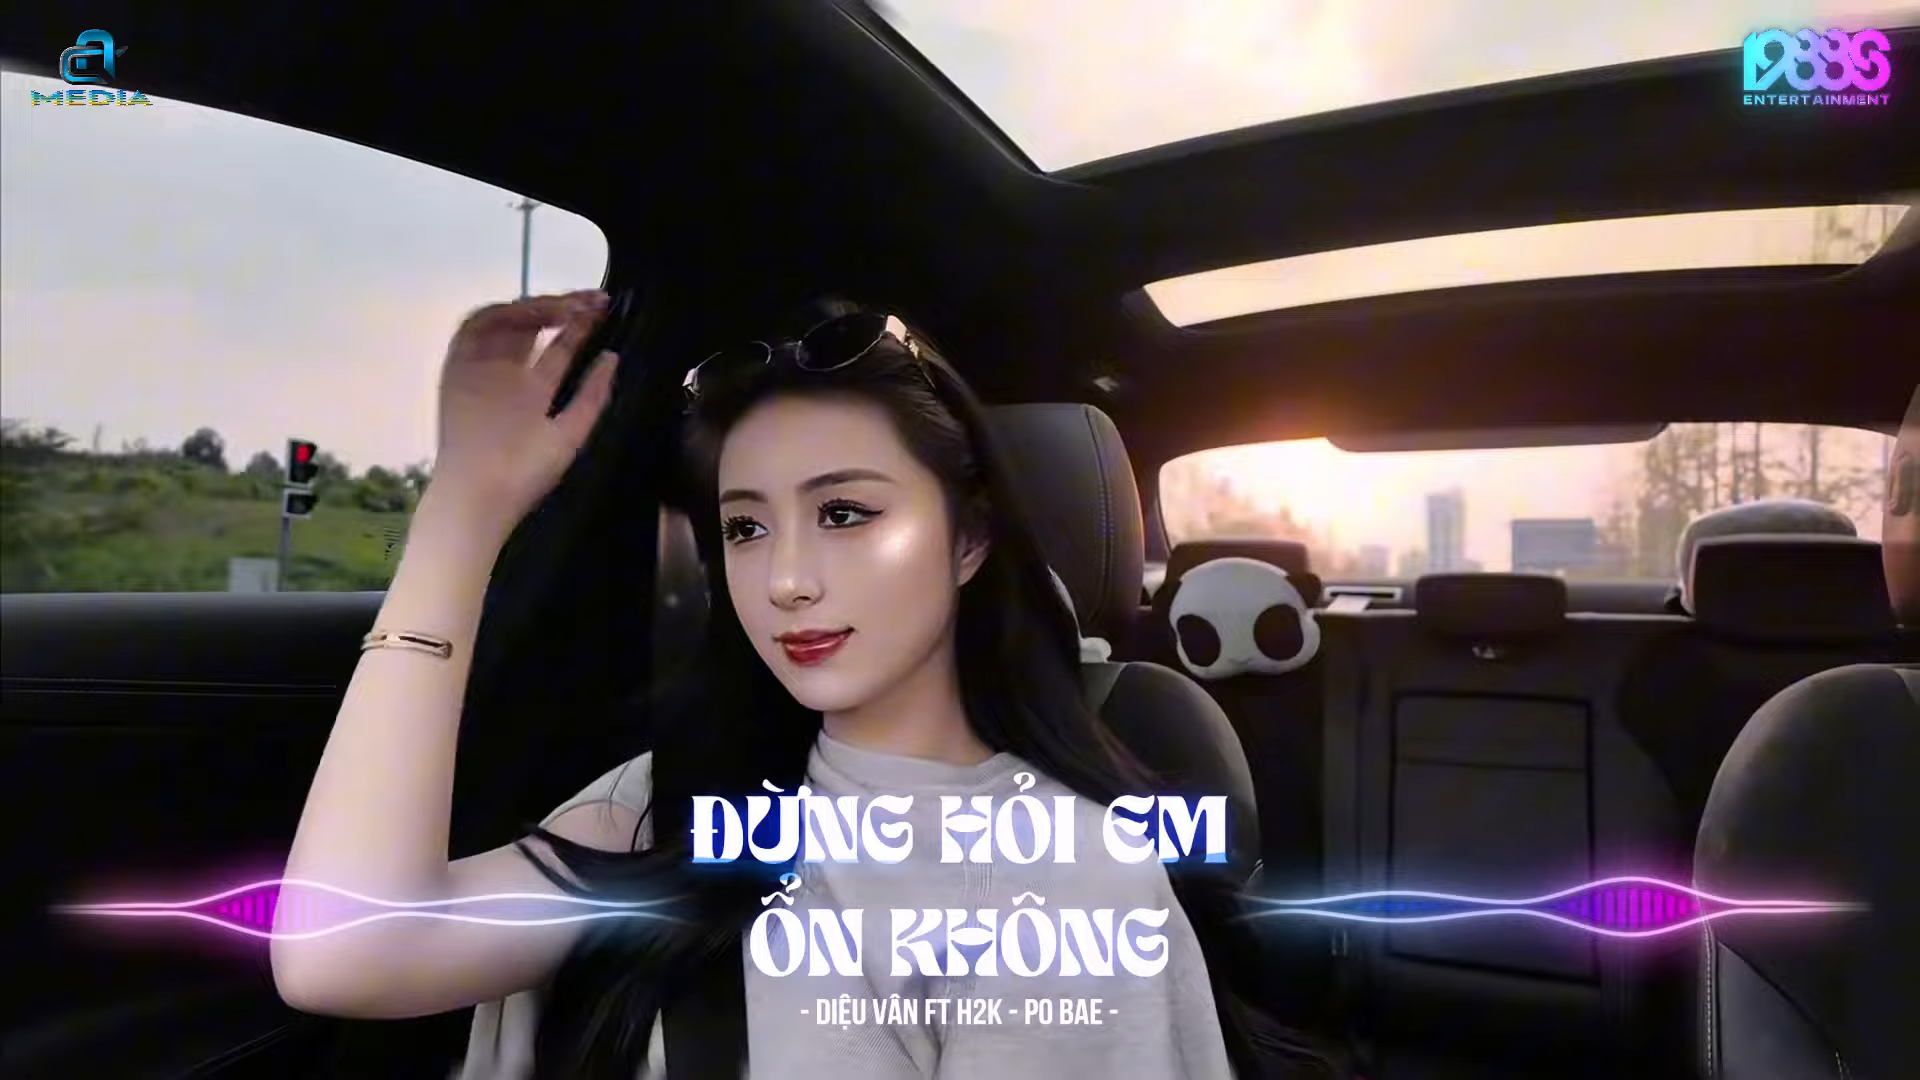 MEDIA
1988S
ENTERTAINMENT
ĐỪNG HỎI EM
ỔN KHÔNG
- DIỆU VÂN FT H2K - PO BAE -